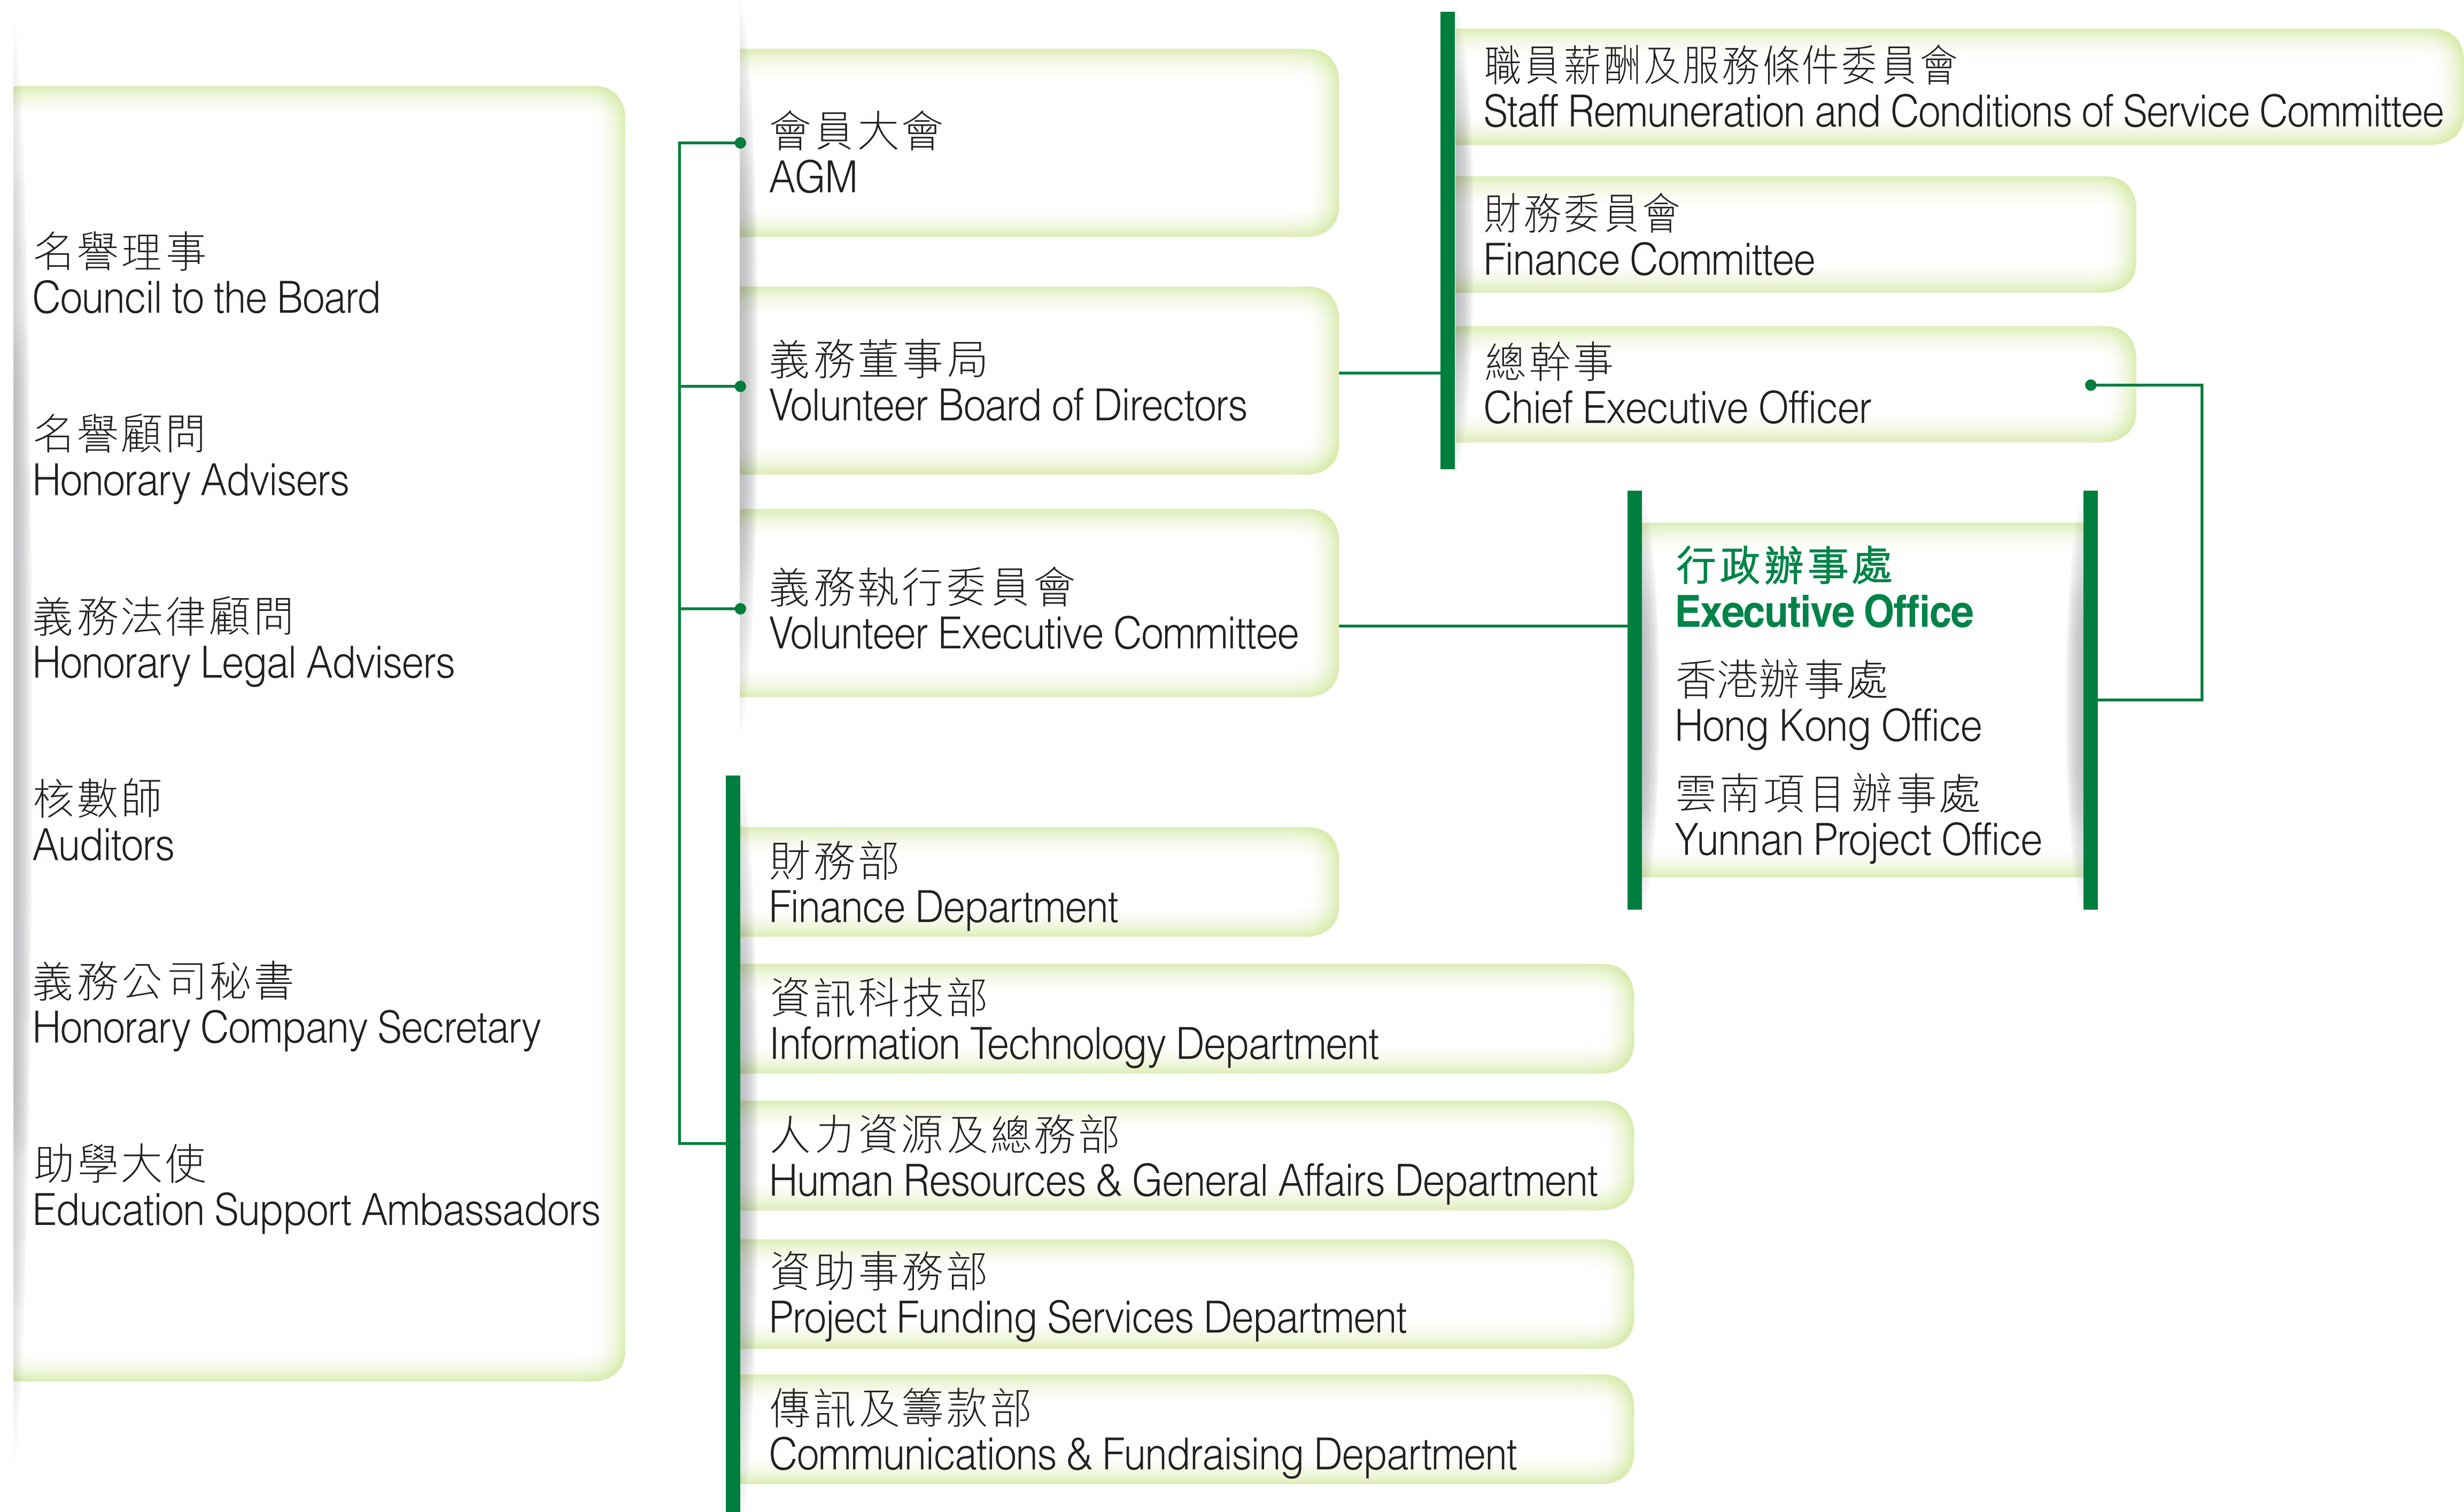 名譽理事
Council to the Board
名譽顧問
Honorary Advisers
義務法律顧問
Honorary Legal Advisers
核數師
Auditors
義務公司秘書
Honorary Company Secretary
助學大使
Education Support Ambassadors
會員大會
AGM
義務董事局
Volunteer Board of Directors
義務執行委員會
Volunteer Executive Committee
財務部
Finance Department
資訊科技部
Information Technology Department
人力資源及總務部
Human Resources & General Affairs Department
資助事務部
Project Funding Services Department
傳訊及籌款部
Communications & Fundraising Department
職員薪酬及服務條件委員會
Staff Remuneration and Conditions of Service Committee
財務委員會
Finance Committee
總幹事
Chief Executive Officer
行政辦事處
Executive Office
香港辦事處
Hong Kong Office
雲南項目辦事處
Yunnan Project Office